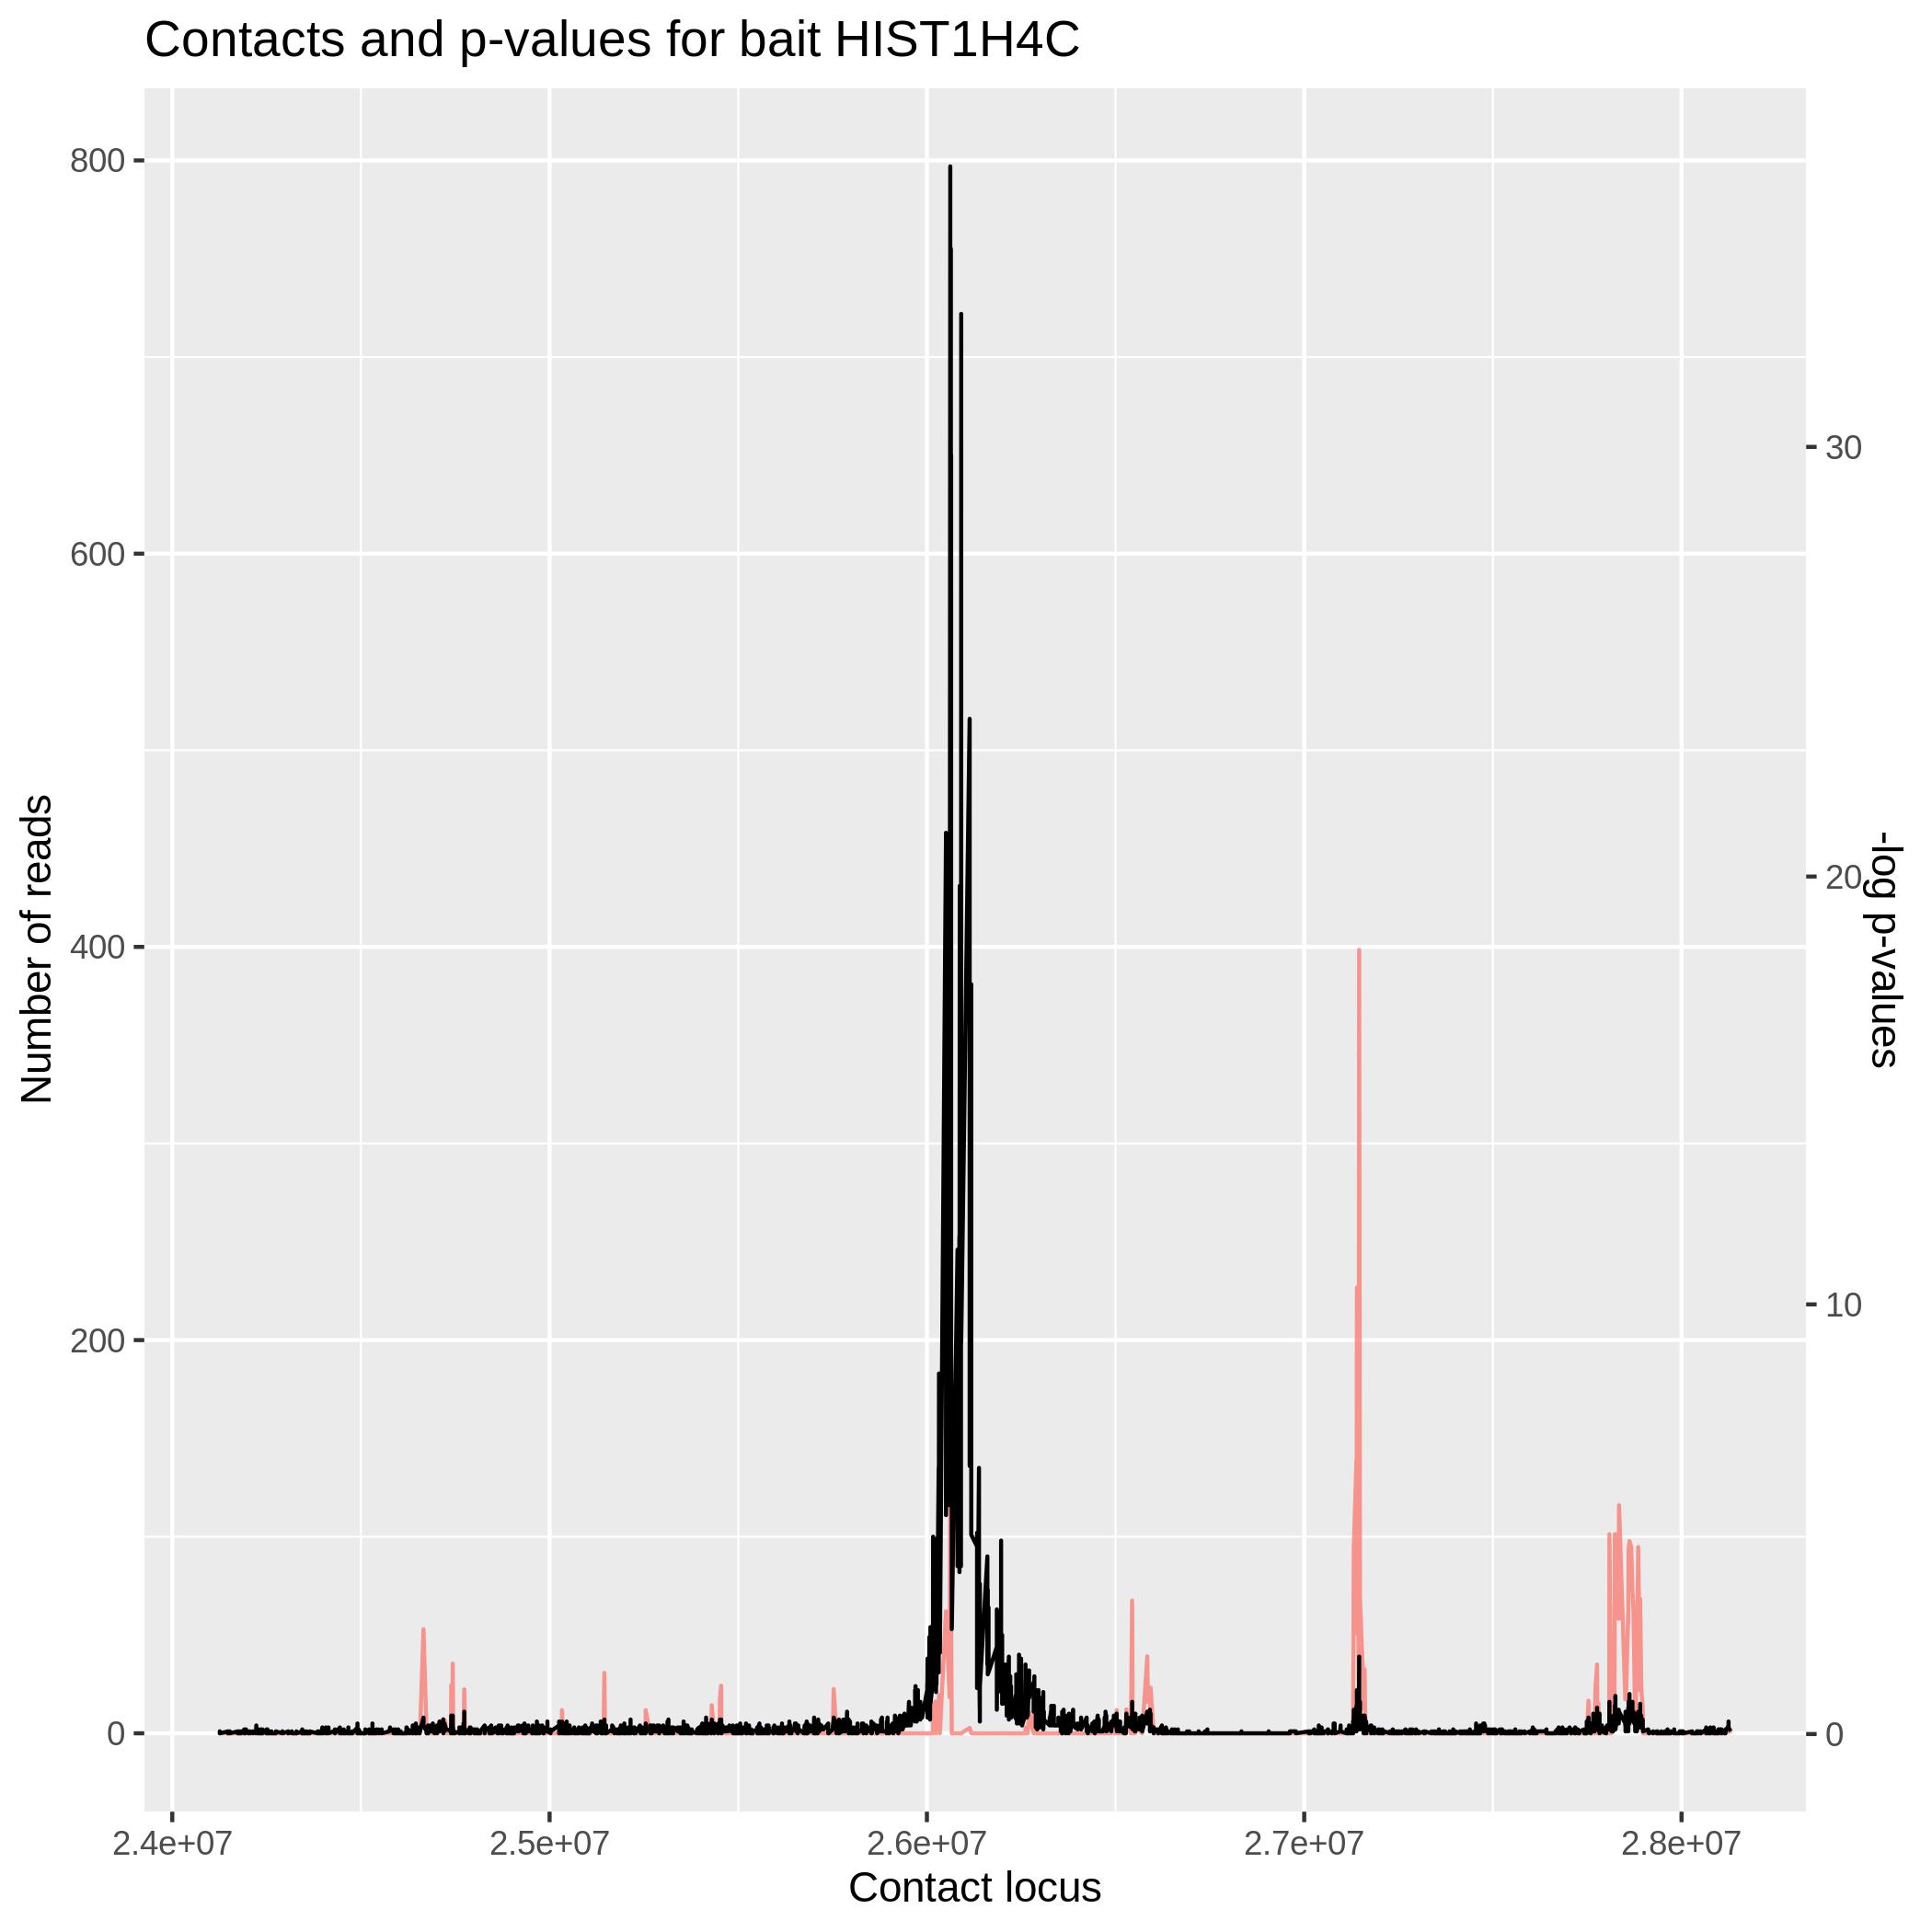 Contacts and p-values for bait HIST1H4C
800
600
400
200
0
Number of reads
30
20
10
0
-log p-values
2.4e+07
2.5e+07
2.6e+07
2.7e+07
2.8e+07
Contact locus